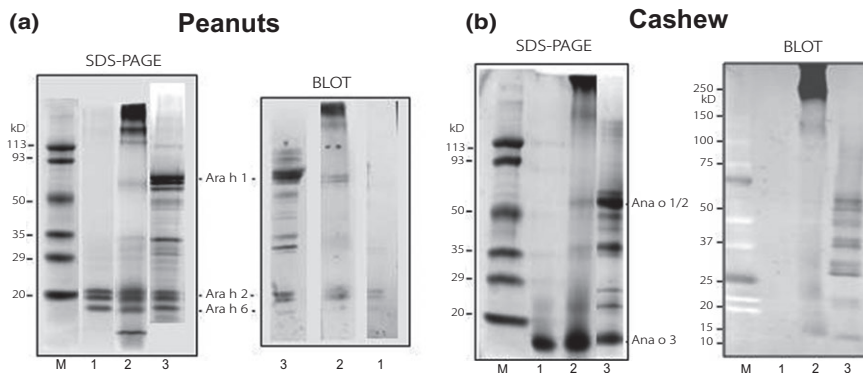 (a) Peanuts
SDS-PAGE
BLOT
kD
113
93
50
35
29
20
Ara h 1
Ara h 2
Ara h 6
M 1 2 3
3 2 1
(b) Cashew
SDS-PAGE
BLOT
kD
113
93
50
35
29
20
Ana o 1/2
Ana o 3
250
kD
150
100
75
50
37
25
20
15
10
M 1 2 3
M 1 2 3